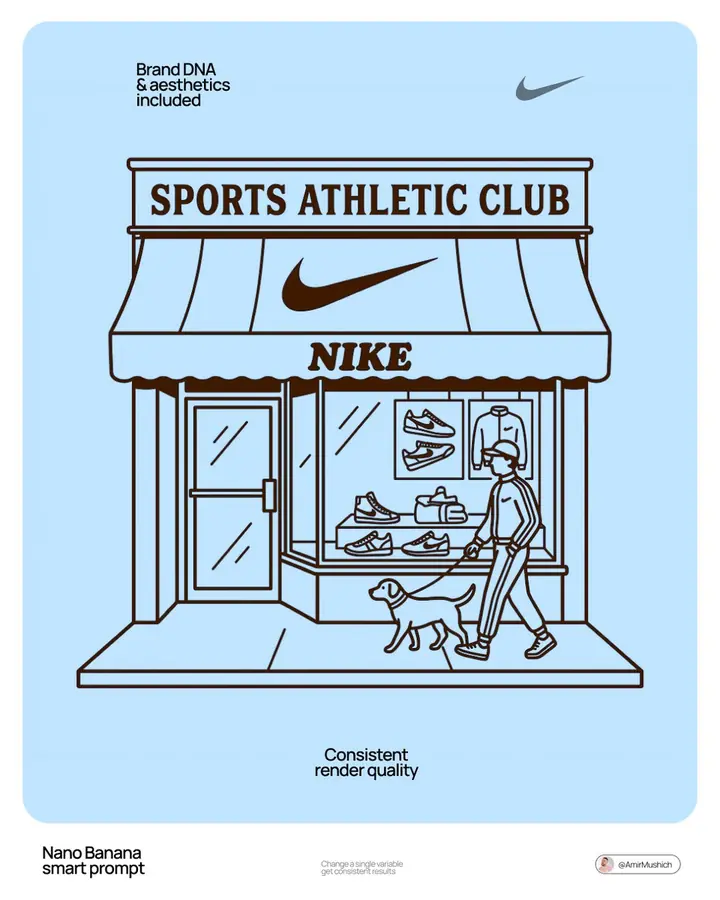 Brand DNA
& aesthetics
included
SPORTS ATHLETIC CLUB
NIKE
Consistent
render quality
Nano Banana
smart prompt
Change a single variable
get consistent results
@AmirMushich